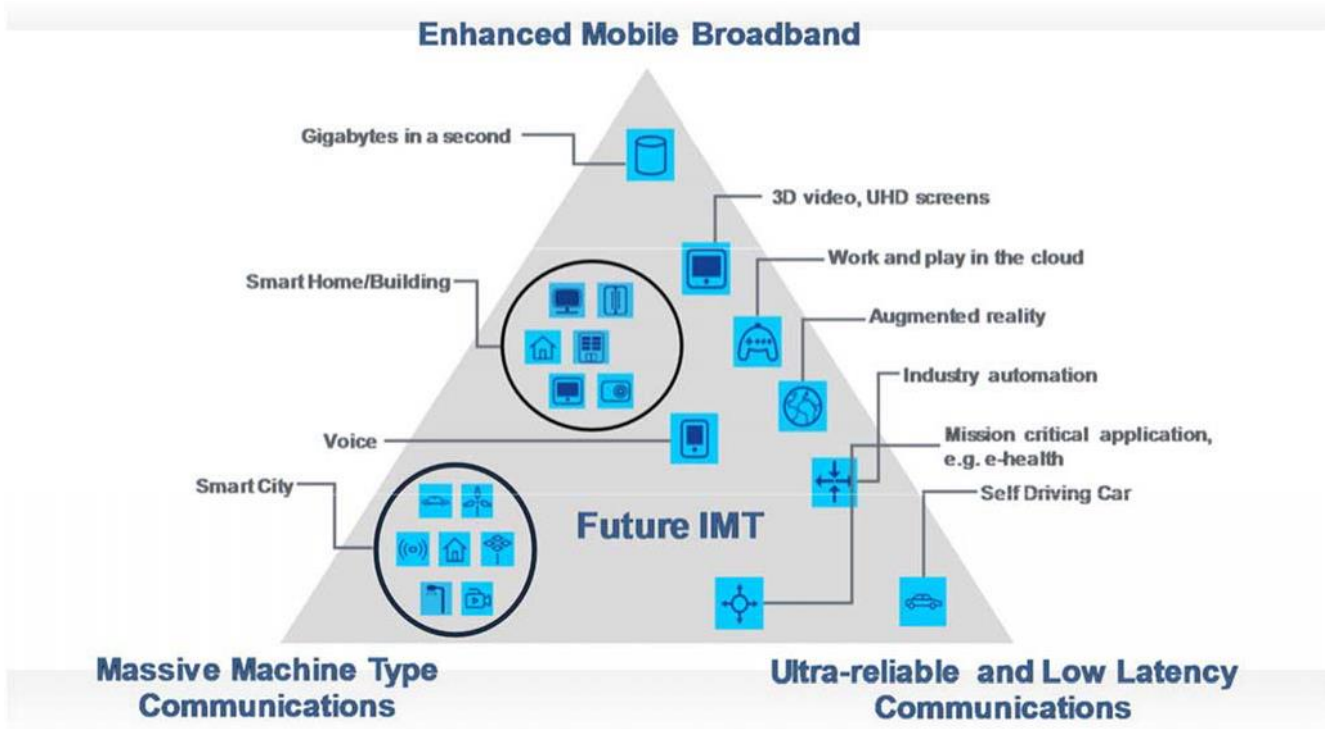 Enhanced Mobile Broadband
Gigabytes in a second
3D video, UHD screens
Work and play in the cloud
Smart Home/Building
Augmented reality
Industry automation
Voice
Mission critical application,
e.g. e-health
Smart City
Self Driving Car
Future IMT
Massive Machine Type
Communications
Ultra-reliable and Low Latency
Communications